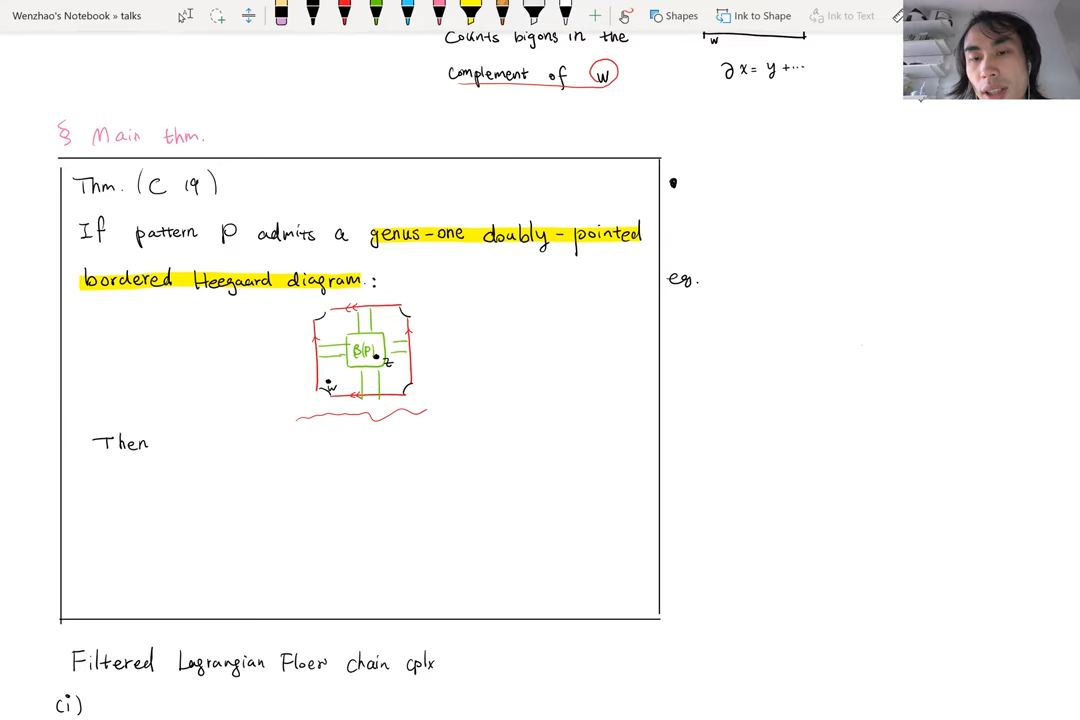 Wenzhao's Notebook » talks
Shapes
Ink to Shape
Ink to Text
Counts bigons in the
complement of w
w
∂x = y + ...
§ Main thm.
Thm. (C 19)
If pattern P admits a genus-one doubly-pointed
bordered Heegaard diagram.:
eg.
β(P)
z
w
Then
Filtered Lagrangian Floer chain cplx
(i)